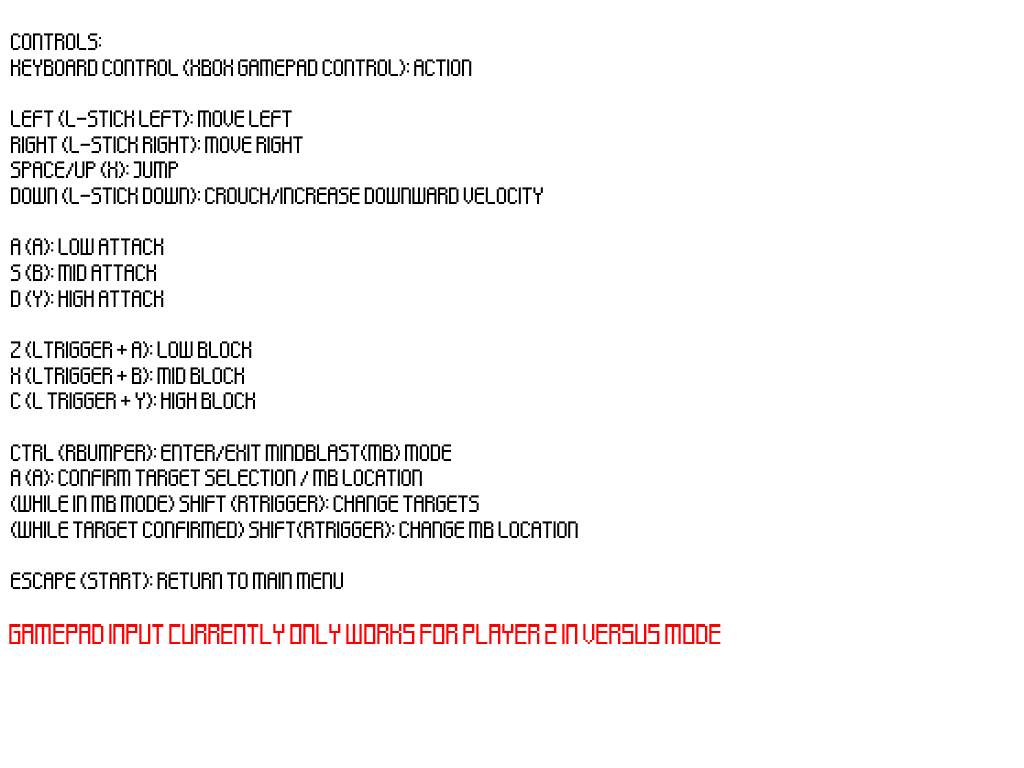 CONTROLS:
KEYBOARD CONTROL (XBOX GAMEPAD CONTROL): ACTION
LEFT (L-STICK LEFT): MOVE LEFT
RIGHT (L-STICK RIGHT): MOVE RIGHT
SPACE/UP (X): JUMP
DOWN (L-STICK DOWN): CROUCH/INCREASE DOWNWARD VELOCITY
A (A): LOW ATTACK
S (B): MID ATTACK
D (Y): HIGH ATTACK
Z (LTRIGGER + A): LOW BLOCK
X (LTRIGGER + B): MID BLOCK
C (L TRIGGER + Y): HIGH BLOCK
CTRL (RBUMPER): ENTER/EXIT MINDBLAST(MB) MODE
A (A): CONFIRM TARGET SELECTION / MB LOCATION
(WHILE IN MB MODE) SHIFT (RTRIGGER): CHANGE TARGETS
(WHILE TARGET CONFIRMED) SHIFT(RTRIGGER): CHANGE MB LOCATION
ESCAPE (START): RETURN TO MAIN MENU
GAMEPAD INPUT CURRENTLY ONLY WORKS FOR PLAYER 2 IN VERSUS MODE